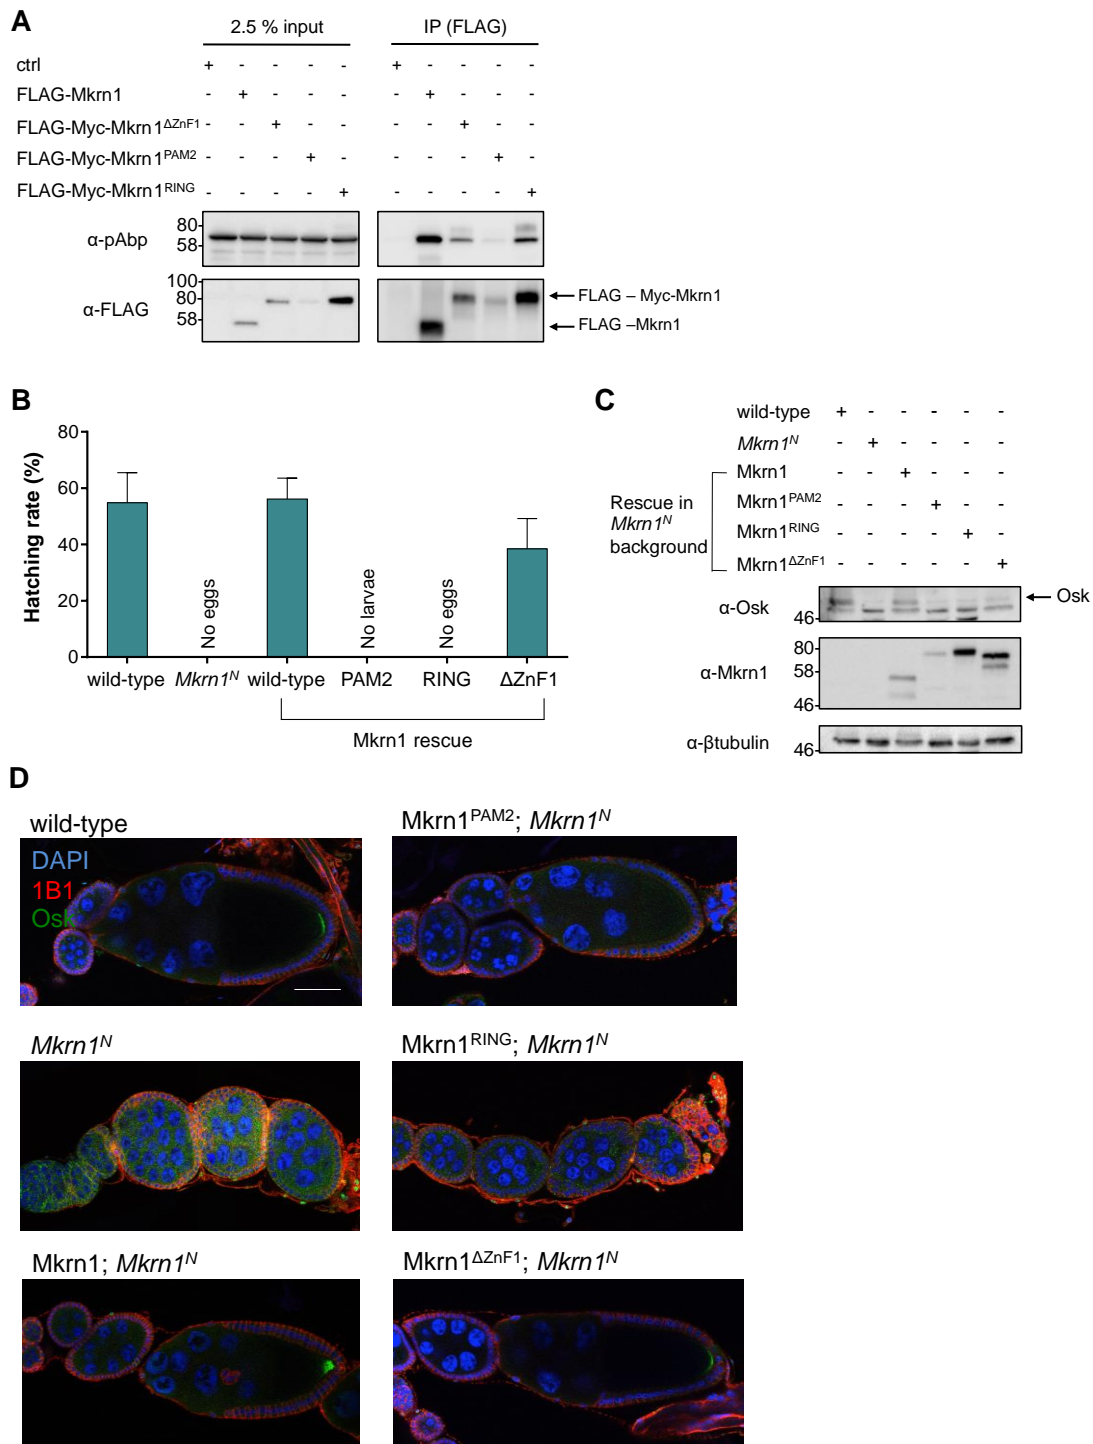 A
2.5 % input IP (FLAG)
ctrl + - - - - + - - - -
FLAG-Mkrn1 - + - - - - + - - -
FLAG-Myc-Mkrn1ΔZnF1 - - + - - - - + - -
FLAG-Myc-Mkrn1PAM2 - - - + - - - - + -
FLAG-Myc-Mkrn1RING - - - - + - - - - +
α-pAbp
80-
58-
α-FLAG
100-
80-
58-
FLAG – Myc-Mkrn1
FLAG –Mkrn1
B
Hatching rate (%)
80
60
40
20
0
No eggs
No larvae
No eggs
wild-type Mkrn1N wild-type PAM2 RING ΔZnF1
Mkrn1 rescue
C
wild-type + - - - - -
Mkrn1N - + - - - -
Rescue in
Mkrn1N
background
Mkrn1 - - + - - -
Mkrn1PAM2 - - - + - -
Mkrn1RING - - - - + -
Mkrn1ΔZnF1 - - - - - +
α-Osk
46-
Osk
α-Mkrn1
80-
58-
46-
α-βtubulin
46-
D
wild-type
DAPI
1B1
Osk
Mkrn1PAM2; Mkrn1N
Mkrn1N
Mkrn1RING; Mkrn1N
Mkrn1; Mkrn1N
Mkrn1ΔZnF1; Mkrn1N